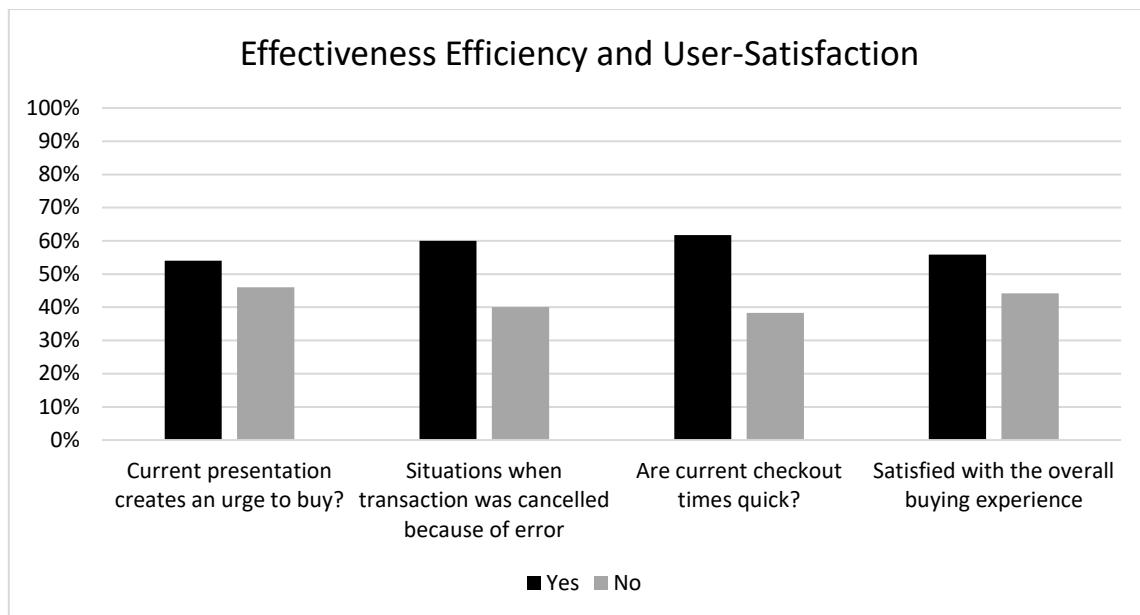 Effectiveness Efficiency and User-Satisfaction
100%
90%
80%
70%
60%
50%
40%
30%
20%
10%
0%
Current presentation
creates an urge to buy?
Situations when
transaction was cancelled
because of error
Are current checkout
times quick?
Satisfied with the overall
buying experience
Yes No